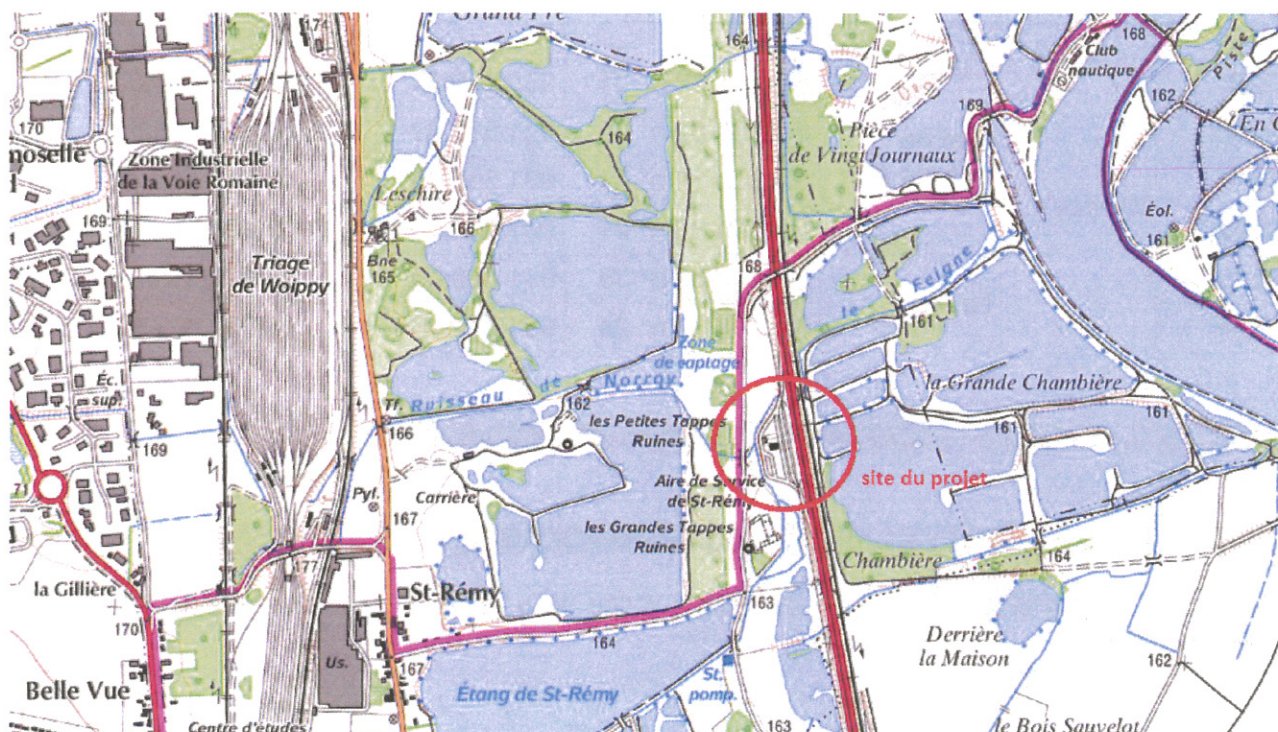 Grand Pré
174
164
168
Club
nautique
Piste
162
170
moselle
Zone Industrielle
de la Voie Romaine
164
169
Pièce
de Vingt Journaux
En
Leschire
169
166
Éol.
161
Bne
165
Triage
de Woippy
168
le Feigne
161
Zone
de captage
Éc.
sup.
Ruisseau de Norroy
la Grande Chambière
Tf.
162
166
les Petites Tappes
Ruines
161
161
169
site du projet
71
Pyl.
Carrière
Aire de Service
de St-Rémy
167
les Grandes Tappes
Ruines
177
Chambière
164
la Gillière
St-Rémy
163
170
164
Derrière
la Maison
Us.
167
162
Belle Vue
Étang de St-Rémy
St.
pomp.
Centre d'études
163
le Bois Sauvelot